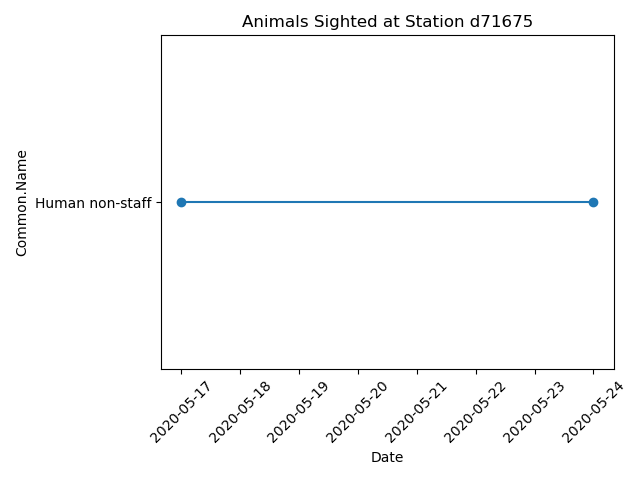 Animals Sighted at Station d71675
Common.Name
Human non-staff
2020-05-17
2020-05-18
2020-05-19
2020-05-20
2020-05-21
2020-05-22
2020-05-23
2020-05-24
Date